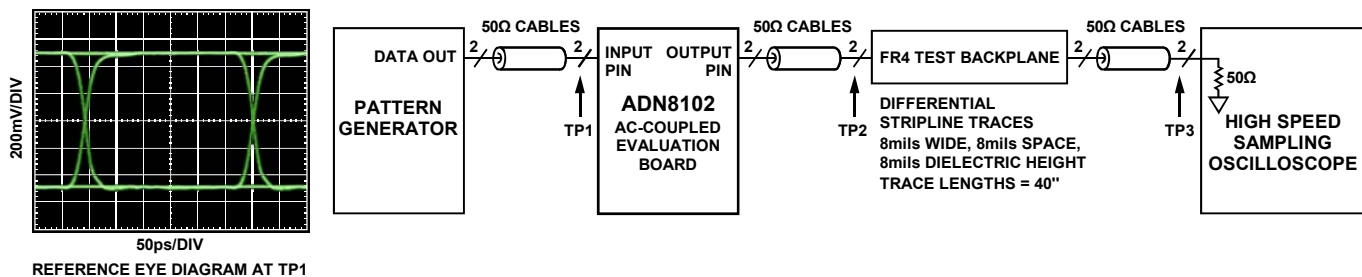 200mV/DIV
50ps/DIV
REFERENCE EYE DIAGRAM AT TP1
DATA OUT
PATTERN
GENERATOR
50Ω CABLES
2
2
TP1
INPUT
PIN
OUTPUT
PIN
ADN8102
AC-COUPLED
EVALUATION
BOARD
50Ω CABLES
2
2
TP2
FR4 TEST BACKPLANE
DIFFERENTIAL
STRIPLINE TRACES
8mils WIDE, 8mils SPACE,
8mils DIELECTRIC HEIGHT
TRACE LENGTHS = 40"
50Ω CABLES
2
2
TP3
50Ω
HIGH SPEED
SAMPLING
OSCILLOSCOPE